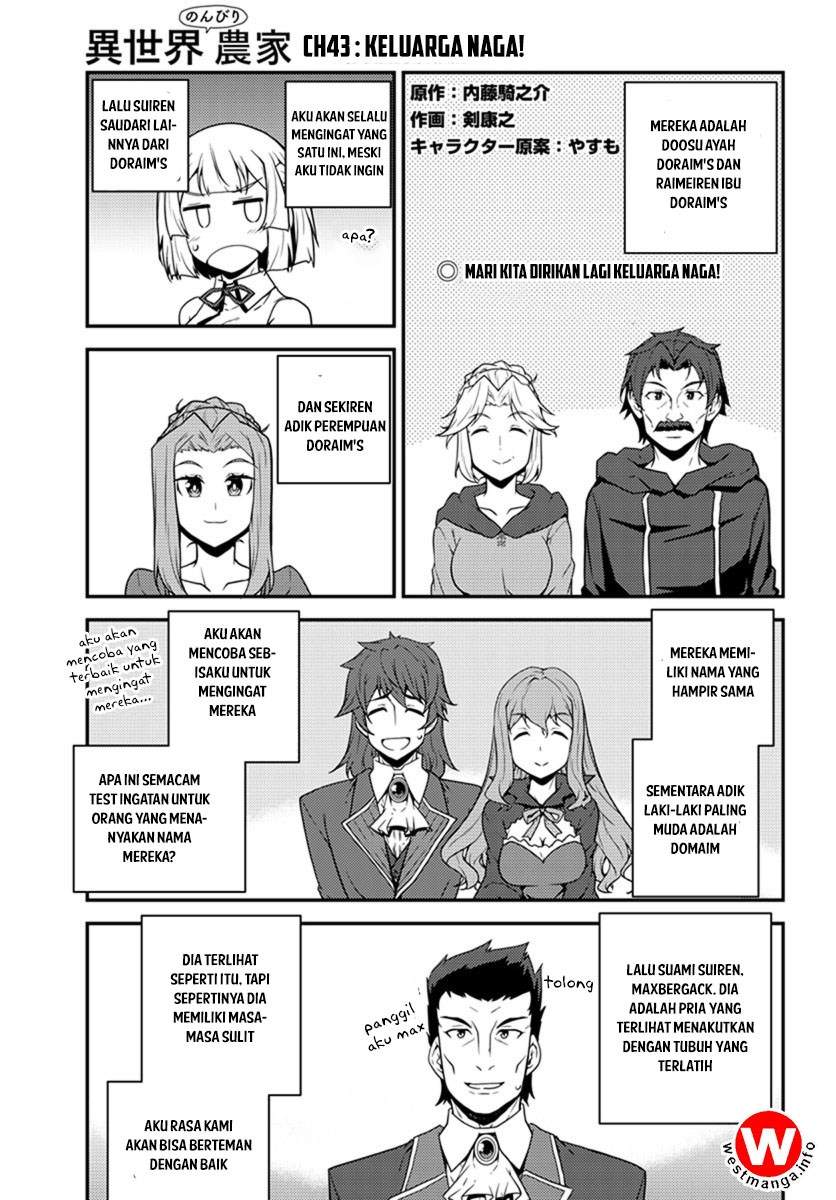 のんびり
異世界 農家 CH43 : KELUARGA NAGA!
原作：内藤騎之介
作画：剣康之
キャラクター原案：やすも
MEREKA ADALAH
DOOSU AYAH
DORAIM'S DAN
RAIMEIREN IBU
DORAIM'S
◎ MARI KITA DIRIKAN LAGI KELUARGA NAGA!
AKU AKAN SELALU
MENGINGAT YANG
SATU INI, MESKI
AKU TIDAK INGIN
LALU SUIREN
SAUDARI LAI-
NNYA DARI
DORAIM'S
apa?
DAN SEKIREN
ADIK PEREMPUAN
DORAIM'S
MEREKA MEMI-
LIKI NAMA YANG
HAMPIR SAMA
SEMENTARA ADIK
LAKI-LAKI PALING
MUDA ADALAH
DOMAIM
AKU AKAN
MENCOBA SEB-
ISAKU UNTUK
MENGINGAT
MEREKA
aku akan
mencoba yang
terbaik untuk
mengingat
mereka...
APA INI SEMACAM
TEST INGATAN UNTUK
ORANG YANG MENA-
NYAKAN NAMA
MEREKA?
LALU SUAMI SUIREN,
MAXBERGACK. DIA
ADALAH PRIA YANG
TERLIHAT MENAKUTKAN
DENGAN TUBUH YANG
TERLATIH
tolong
panggil
aku max
DIA TERLIHAT
SEPERTI ITU, TAPI
SEPERTINYA DIA
MEMILIKI MASA-
MASA SULIT
AKU RASA KAMI
AKAN BISA BERTEMAN
DENGAN BAIK
W
westmanga.info